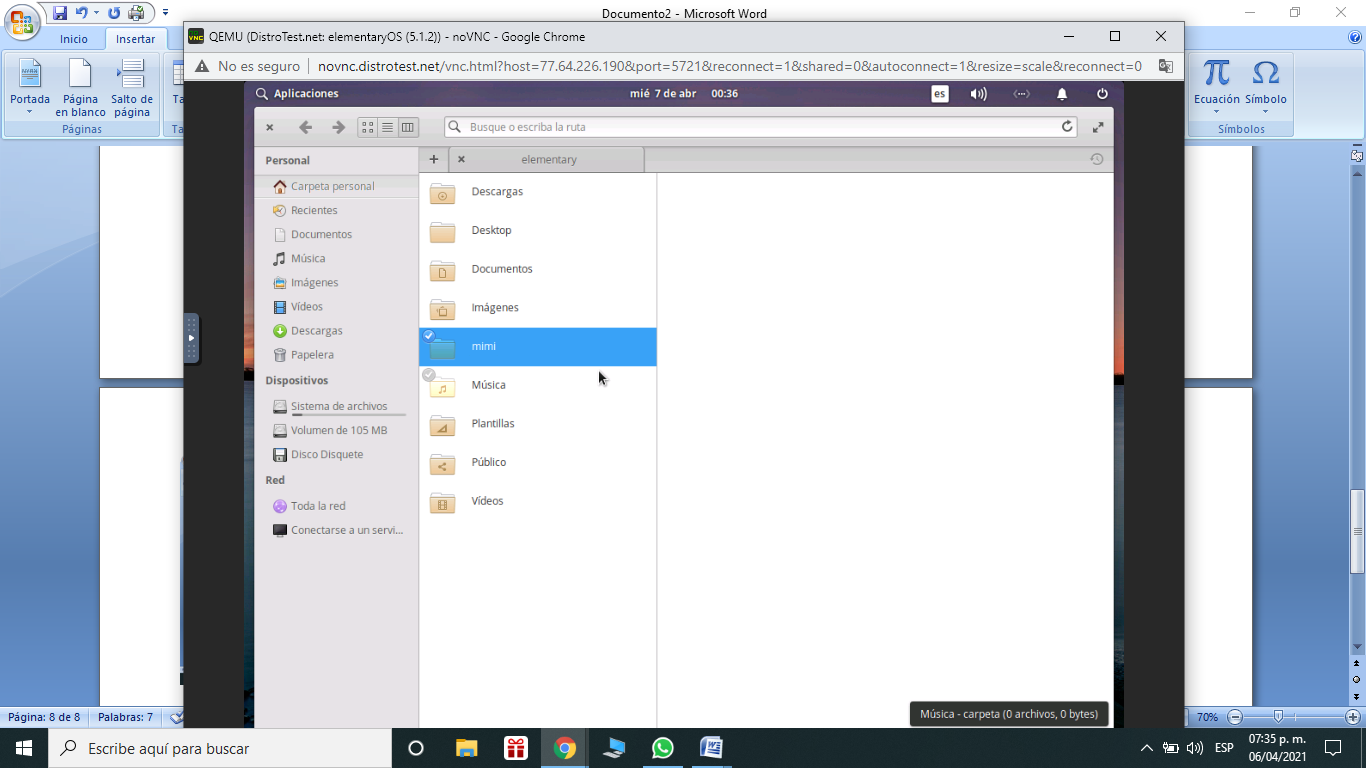 Documento2 - Microsoft Word
Inicio
Insertar
Portada
Página en blanco
Salto de página
Páginas
Ta
Ta
Ecuación
Símbolo
Símbolos
QEMU (DistroTest.net: elementaryOS (5.1.2)) - noVNC - Google Chrome
No es seguro
novnc.distrotest.net/vnc.html?host=77.64.226.190&port=5721&reconnect=1&shared=0&autoconnect=1&resize=scale&reconnect=0
Aplicaciones
mié 7 de abr 00:36
es
Busque o escriba la ruta
elementary
Personal
Carpeta personal
Recientes
Documentos
Música
Imágenes
Vídeos
Descargas
Papelera
Dispositivos
Sistema de archivos
Volumen de 105 MB
Disco Disquete
Red
Toda la red
Conectarse a un servi...
Descargas
Desktop
Documentos
Imágenes
mimi
Música
Plantillas
Público
Vídeos
Música - carpeta (0 archivos, 0 bytes)
Página: 8 de 8
Palabras: 7
70%
Escribe aquí para buscar
ESP
07:35 p. m.
06/04/2021